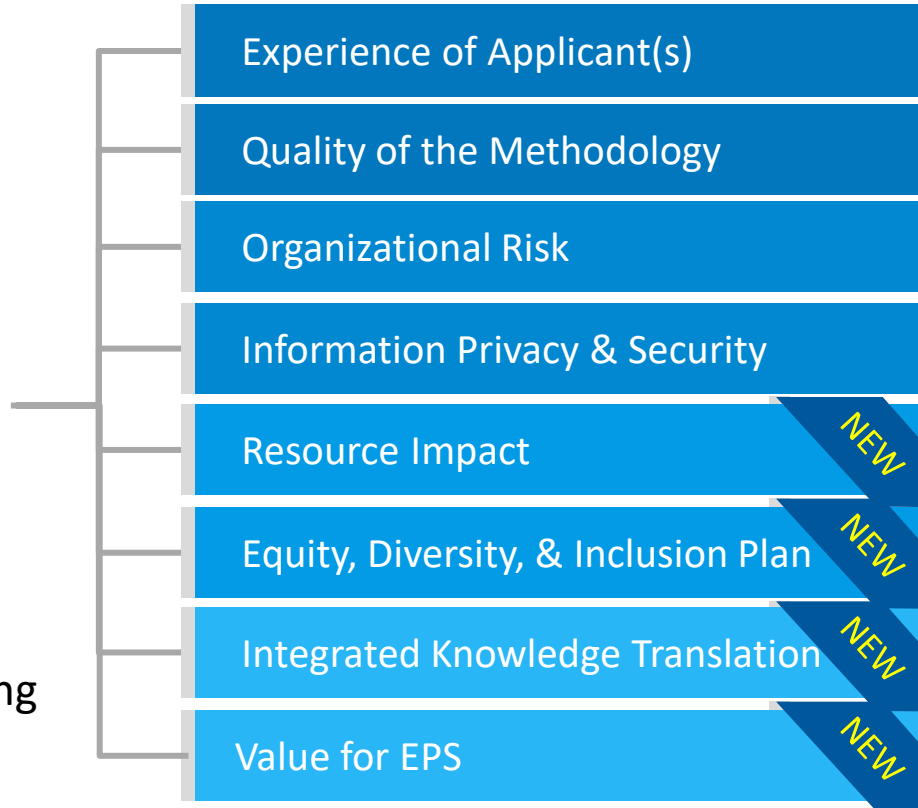 Experience of Applicant(s)
Quality of the Methodology
Organizational Risk
Information Privacy & Security
Resource Impact
NEW
Equity, Diversity, & Inclusion Plan
NEW
Integrated Knowledge Translation
NEW
ng
Value for EPS
NEW